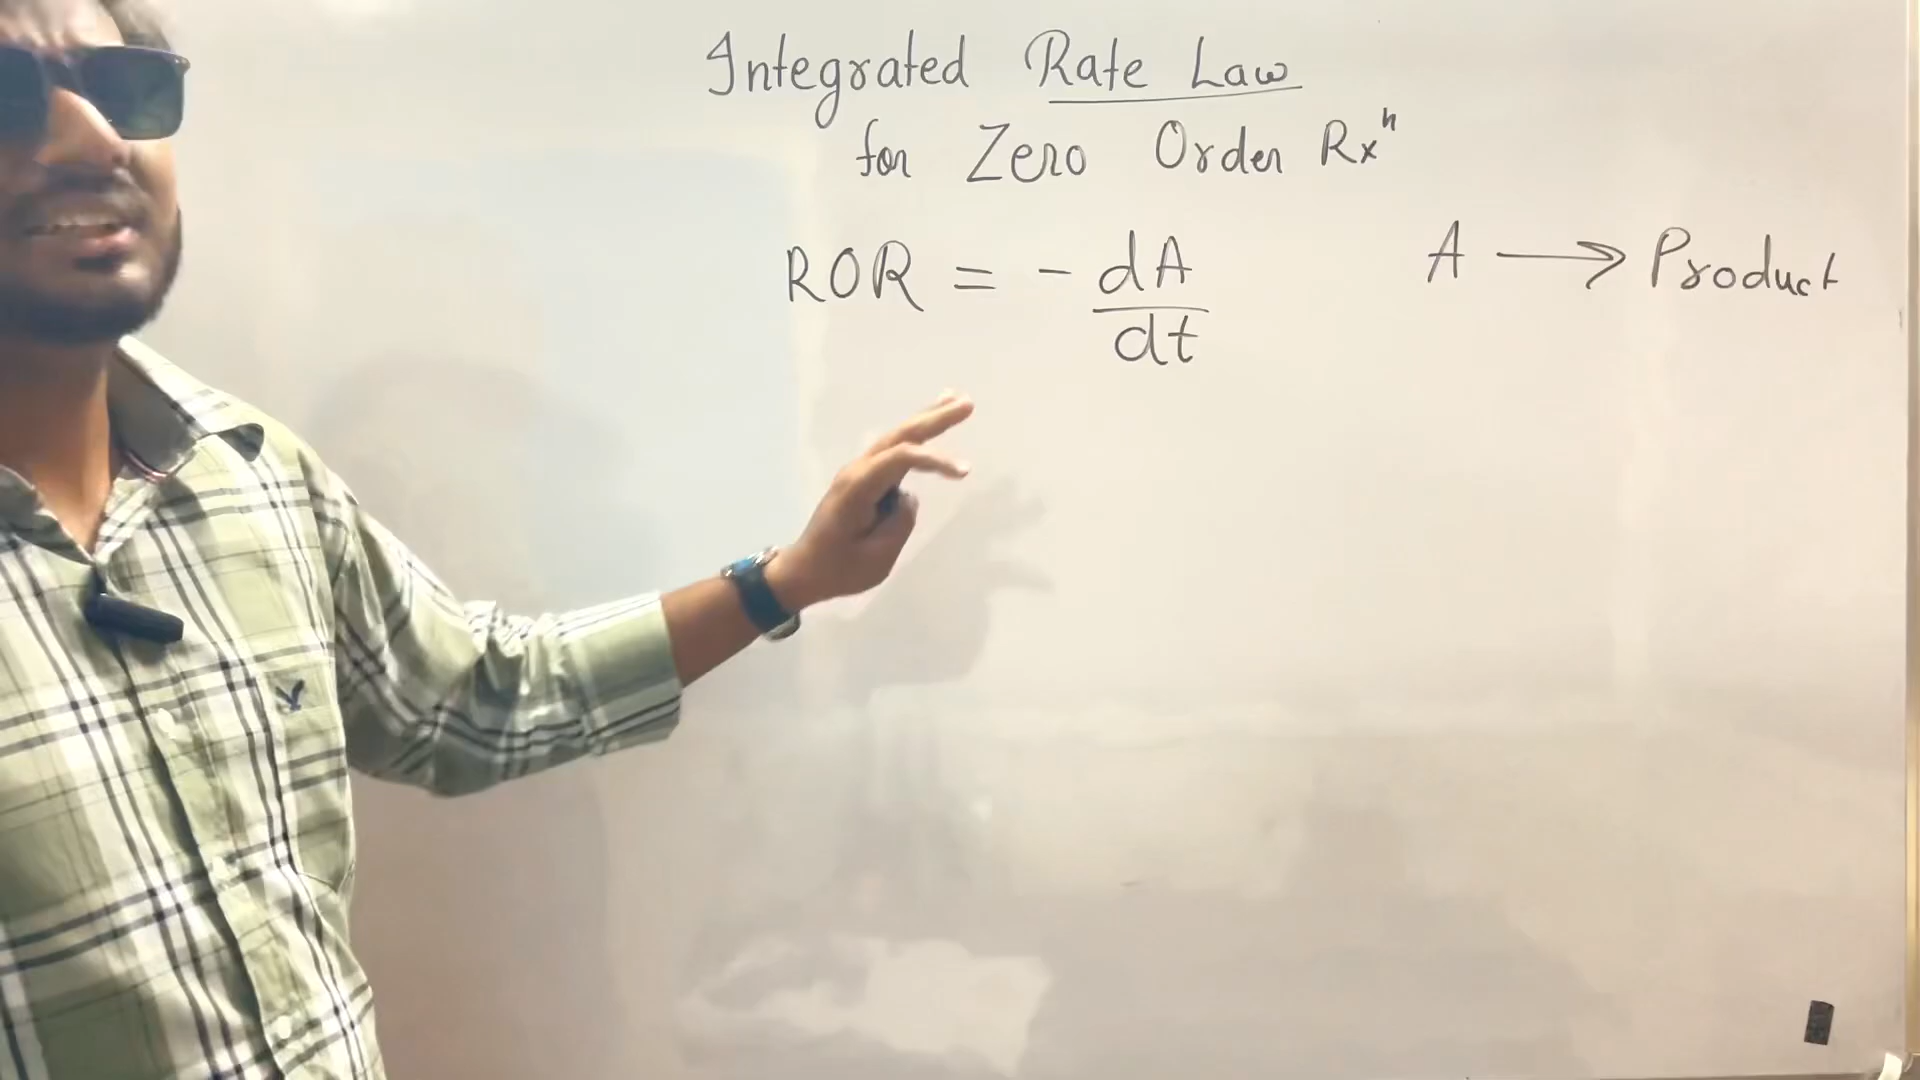 Integrated Rate Law
for Zero Order Rxⁿ
ROR = - dA/dt
A → Product